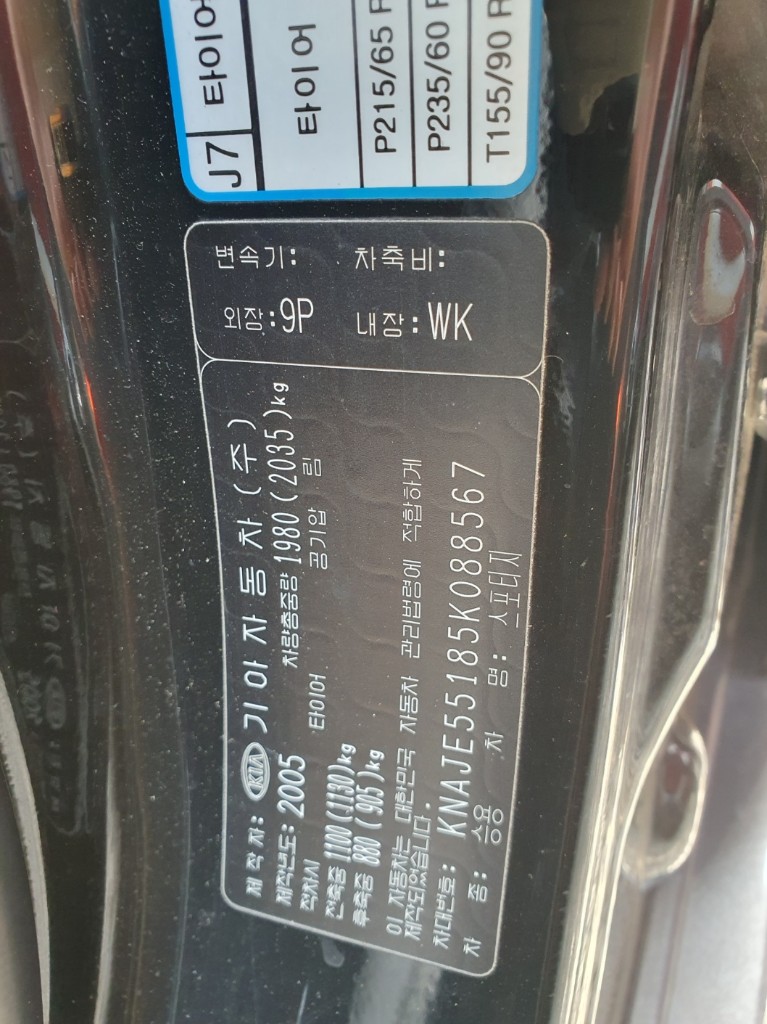 J7 타이어
타이어
P215/65 R
P235/60 R
T155/90 R
변속기: 차축비:
외장:9P 내장:WK
제 작 자: KIA 기아자동차(주)
제작년도: 2005 차량총중량 1980(2035)kg
적차시 타이어 공기압 림
전축중 1100(1130)kg
후축중 880( 905)kg
이 자동차는 대한민국 자동차 관리법령에 적합하게
제작되었습니다.
차대번호: KNAJE55185K088567
차 종: 승용 차 명: 스포티지